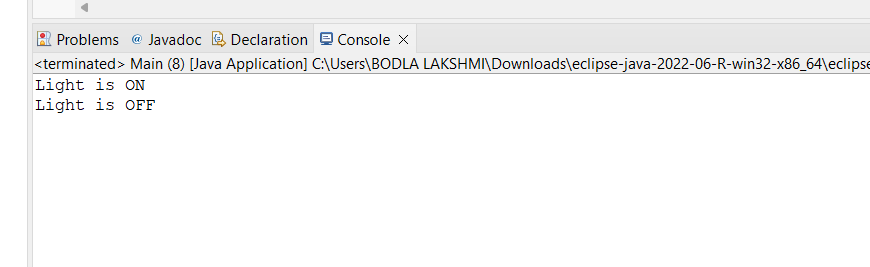 Problems @ Javadoc Declaration Console
<terminated> Main (8) [Java Application] C:\Users\BODLA LAKSHMI\Downloads\eclipse-java-2022-06-R-win32-x86_64\eclipse
Light is ON
Light is OFF